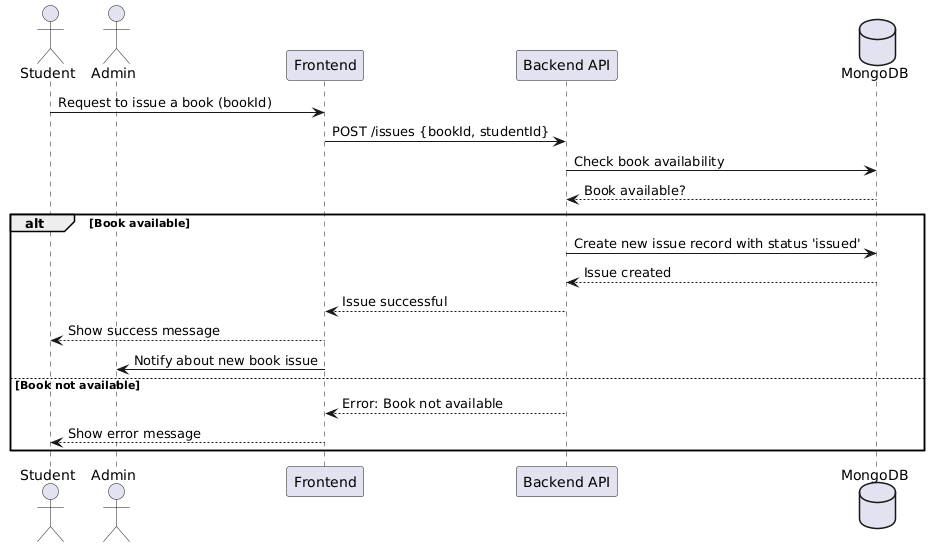 Student
Admin
Frontend
Backend API
MongoDB
Request to issue a book (bookId)
POST /issues {bookId, studentId}
Check book availability
Book available?
alt
[Book available]
Create new issue record with status 'issued'
Issue created
Issue successful
Show success message
Notify about new book issue
[Book not available]
Error: Book not available
Show error message
Student
Admin
Frontend
Backend API
MongoDB